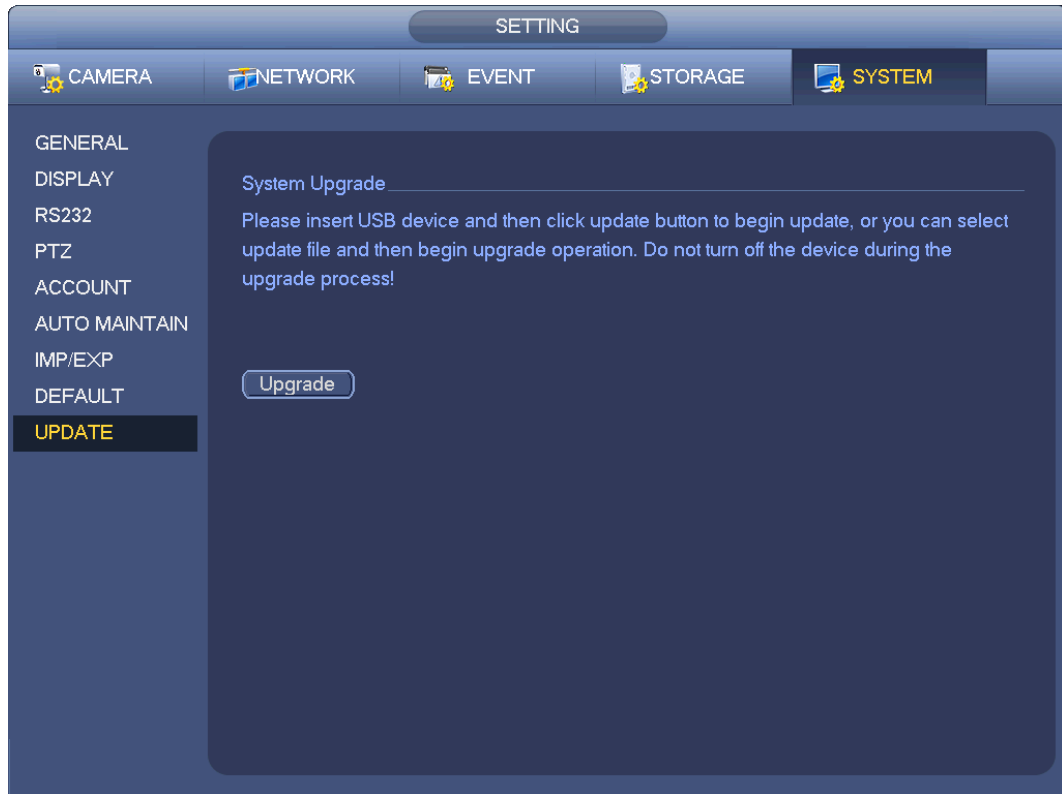 SETTING
CAMERA NETWORK EVENT STORAGE SYSTEM
GENERAL
DISPLAY
RS232
PTZ
ACCOUNT
AUTO MAINTAIN
IMP/EXP
DEFAULT
UPDATE
System Upgrade
Please insert USB device and then click update button to begin update, or you can select
update file and then begin upgrade operation. Do not turn off the device during the
upgrade process!
Upgrade